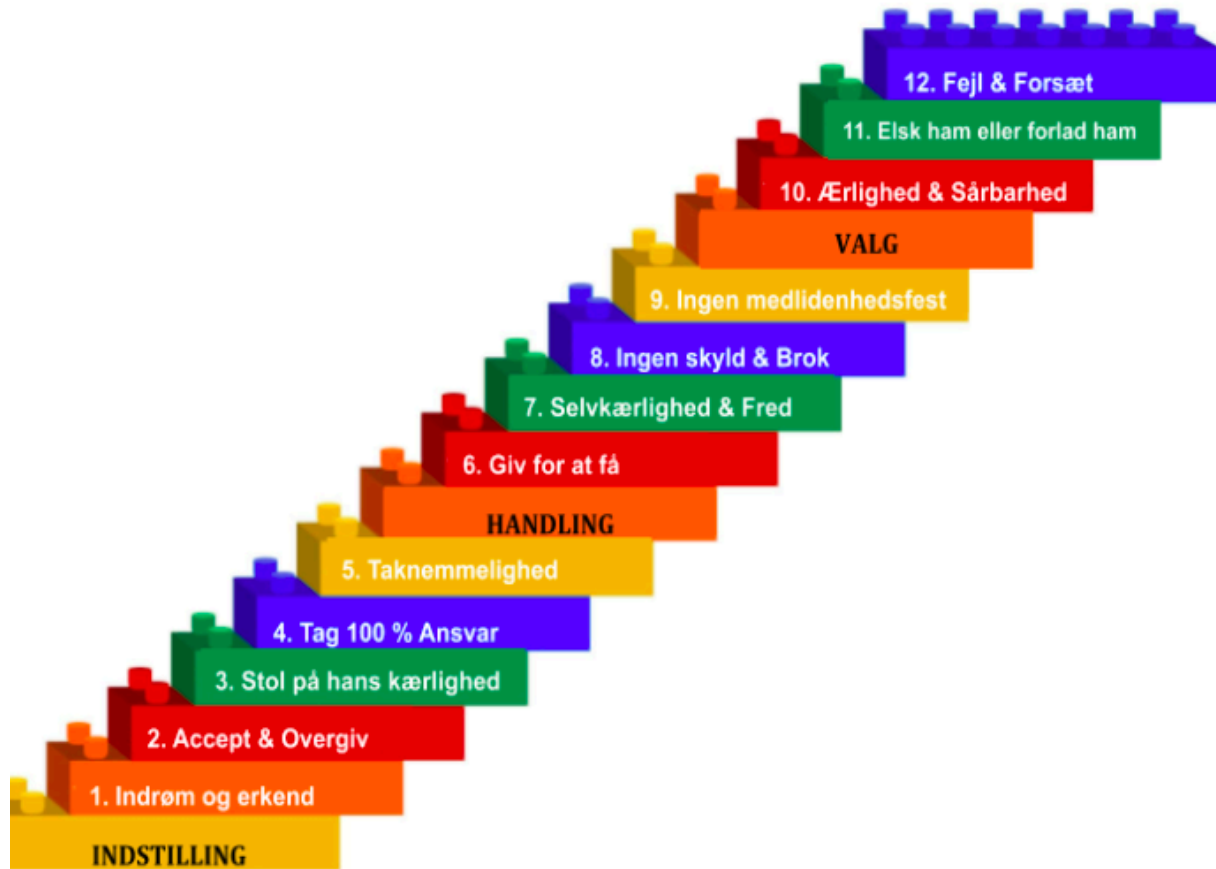 12. Fejl & Forsæt
11. Elsk ham eller forlad ham
10. Ærlighed & Sårbarhed
VALG
9. Ingen medlidenhedsfest
8. Ingen skyld & Brok
7. Selvkærlighed & Fred
6. Giv for at få
HANDLING
5. Taknemmelighed
4. Tag 100 % Ansvar
3. Stol på hans kærlighed
2. Accept & Overgiv
1. Indrøm og erkend
INDSTILLING